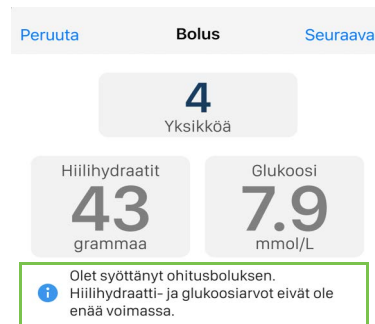 Peruuta Bolus Seuraava
4
Yksikköä
Hiilihydraatit Glukoosi
43 7.9
grammaa mmol/L
Olet syöttänyt ohitusboluksen.
Hiilihydraatti- ja glukoosiarvot eivät ole
enää voimassa.